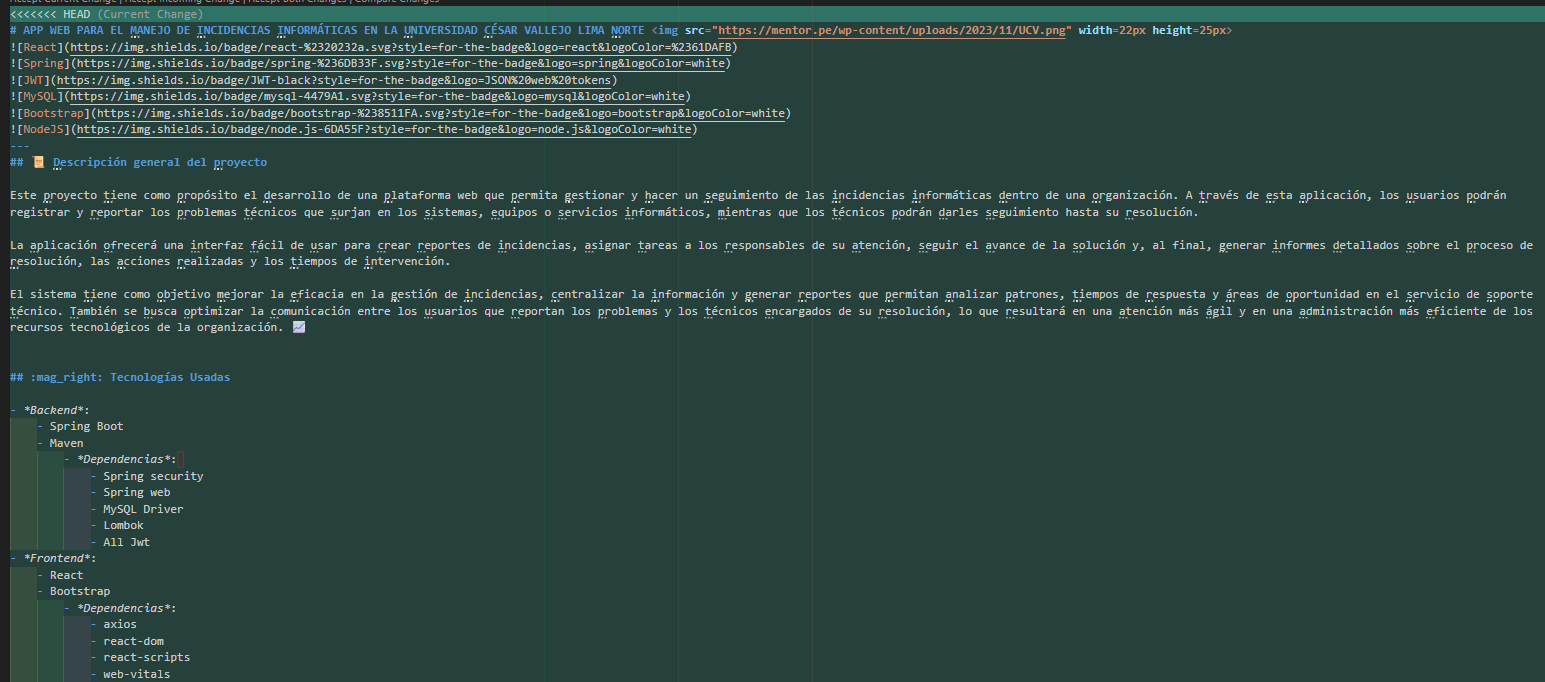 Accept Current Change | Accept Incoming Change | Accept Both Changes | Compare Changes
<<<<<<< HEAD (Current Change)
# APP WEB PARA EL MANEJO DE INCIDENCIAS INFORMÁTICAS EN LA UNIVERSIDAD CÉSAR VALLEJO LIMA NORTE <img src="https://mentor.pe/wp-content/uploads/2023/11/UCV.png" width=22px height=25px>
![React](https://img.shields.io/badge/react-%2320232a.svg?style=for-the-badge&logo=react&logoColor=%2361DAFB)
![Spring](https://img.shields.io/badge/spring-%236DB33F.svg?style=for-the-badge&logo=spring&logoColor=white)
![JWT](https://img.shields.io/badge/JWT-black?style=for-the-badge&logo=JSON%20web%20tokens)
![MySQL](https://img.shields.io/badge/mysql-4479A1.svg?style=for-the-badge&logo=mysql&logoColor=white)
![Bootstrap](https://img.shields.io/badge/bootstrap-%238511FA.svg?style=for-the-badge&logo=bootstrap&logoColor=white)
![NodeJS](https://img.shields.io/badge/node.js-6DA55F?style=for-the-badge&logo=node.js&logoColor=white)
---
## 📜 Descripción general del proyecto
Este proyecto tiene como propósito el desarrollo de una plataforma web que permita gestionar y hacer un seguimiento de las incidencias informáticas dentro de una organización. A través de esta aplicación, los usuarios podrán
registrar y reportar los problemas técnicos que surjan en los sistemas, equipos o servicios informáticos, mientras que los técnicos podrán darles seguimiento hasta su resolución.
La aplicación ofrecerá una interfaz fácil de usar para crear reportes de incidencias, asignar tareas a los responsables de su atención, seguir el avance de la solución y, al final, generar informes detallados sobre el proceso de
resolución, las acciones realizadas y los tiempos de intervención.
El sistema tiene como objetivo mejorar la eficacia en la gestión de incidencias, centralizar la información y generar reportes que permitan analizar patrones, tiempos de respuesta y áreas de oportunidad en el servicio de soporte
técnico. También se busca optimizar la comunicación entre los usuarios que reportan los problemas y los técnicos encargados de su resolución, lo que resultará en una atención más ágil y en una administración más eficiente de los
recursos tecnológicos de la organización. 📈
## :mag_right: Tecnologías Usadas
- *Backend*:
- Spring Boot
- Maven
- *Dependencias*:
- Spring security
- Spring web
- MySQL Driver
- Lombok
- All Jwt
- *Frontend*:
- React
- Bootstrap
- *Dependencias*:
- axios
- react-dom
- react-scripts
- web-vitals